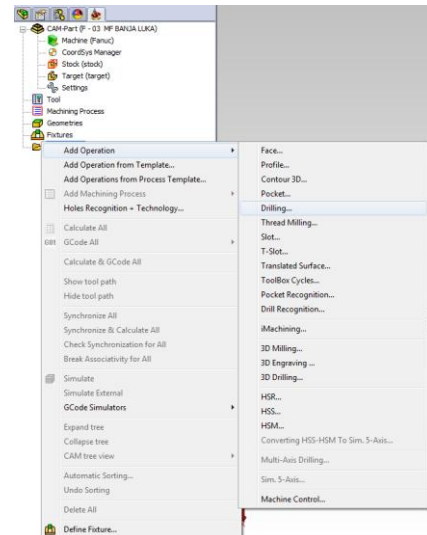 CAM-Part (F - 03 MF BANJA LUKA)
Machine (Fanuc)
CoordSys Manager
Stock (stock)
Target (target)
Settings
Tool
Machining Process
Geometries
Fixtures
Add Operation
Add Operation from Template...
Add Operations from Process Template...
Add Machining Process
Holes Recognition + Technology...
Calculate All
GCode All
Calculate & GCode All
Show tool path
Hide tool path
Synchronize All
Synchronize & Calculate All
Check Synchronization for All
Break Associativity for All
Simulate
Simulate External
GCode Simulators
Expand tree
Collapse tree
CAM tree view
Automatic Sorting...
Undo Sorting
Delete All
Define Fixture...
Face...
Profile...
Contour 3D...
Pocket...
Drilling...
Thread Milling...
Slot...
T-Slot...
Translated Surface...
ToolBox Cycles...
Pocket Recognition...
Drill Recognition...
iMachining...
3D Milling...
3D Engraving ...
3D Drilling...
HSR...
HSS...
HSM...
Converting HSS-HSM To Sim. 5-Axis...
Multi-Axis Drilling...
Sim. 5-Axis...
Machine Control...